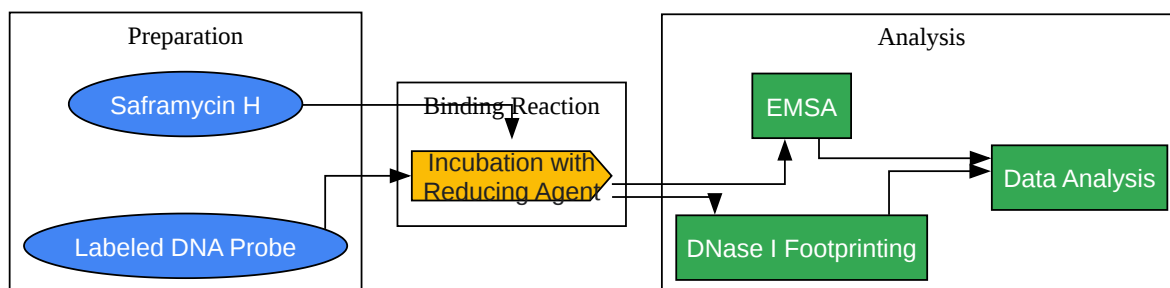 Preparation
Saframycin H
Labeled DNA Probe
Binding Reaction
Incubation with
Reducing Agent
Analysis
EMSA
DNase I Footprinting
Data Analysis